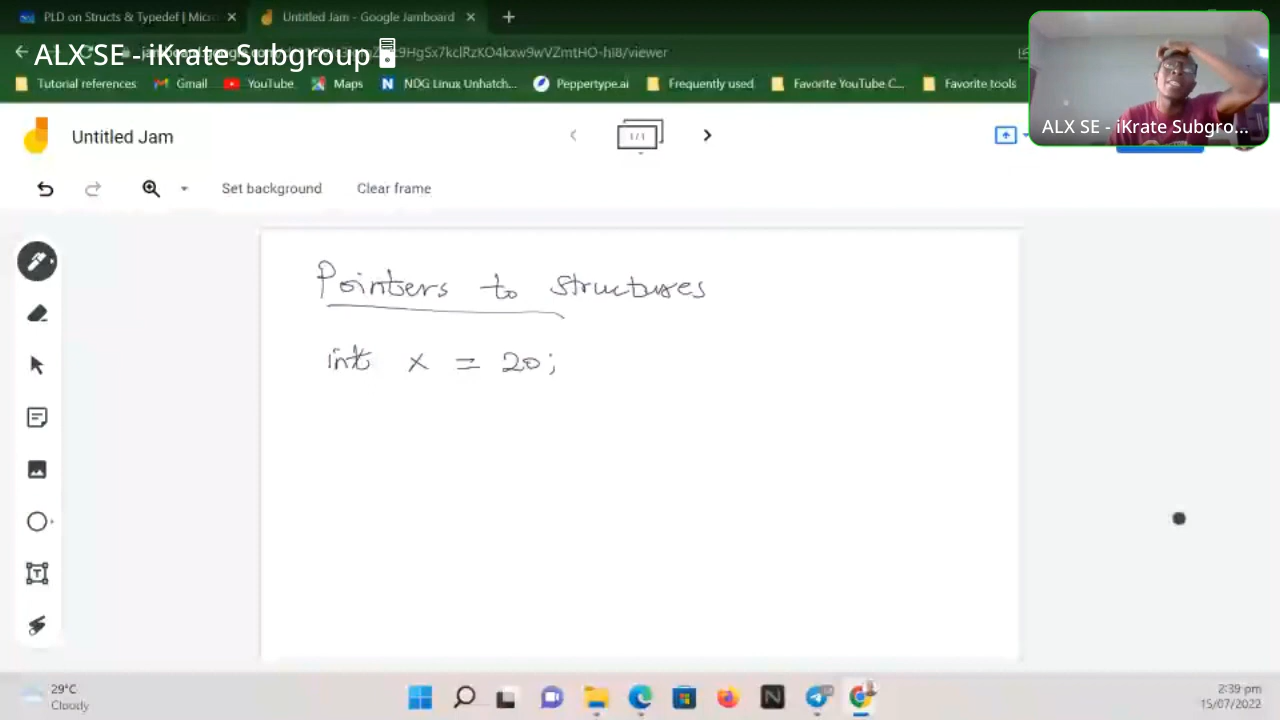 PLD on Structs & Typedef | Micro
Untitled Jam - Google Jamboard
ALX SE - iKrate Subgroup
Tutorial references
Gmail
YouTube
Maps
NDG Linux Unhatch...
Peppertype.ai
Frequently used
Favorite YouTube C...
Favorite tools
ALX SE - iKrate Subgro...
Untitled Jam
1/1
Set background
Clear frame
Pointers to structures
int x = 20;
29°C
Cloudy
2:39 pm
15/07/2022